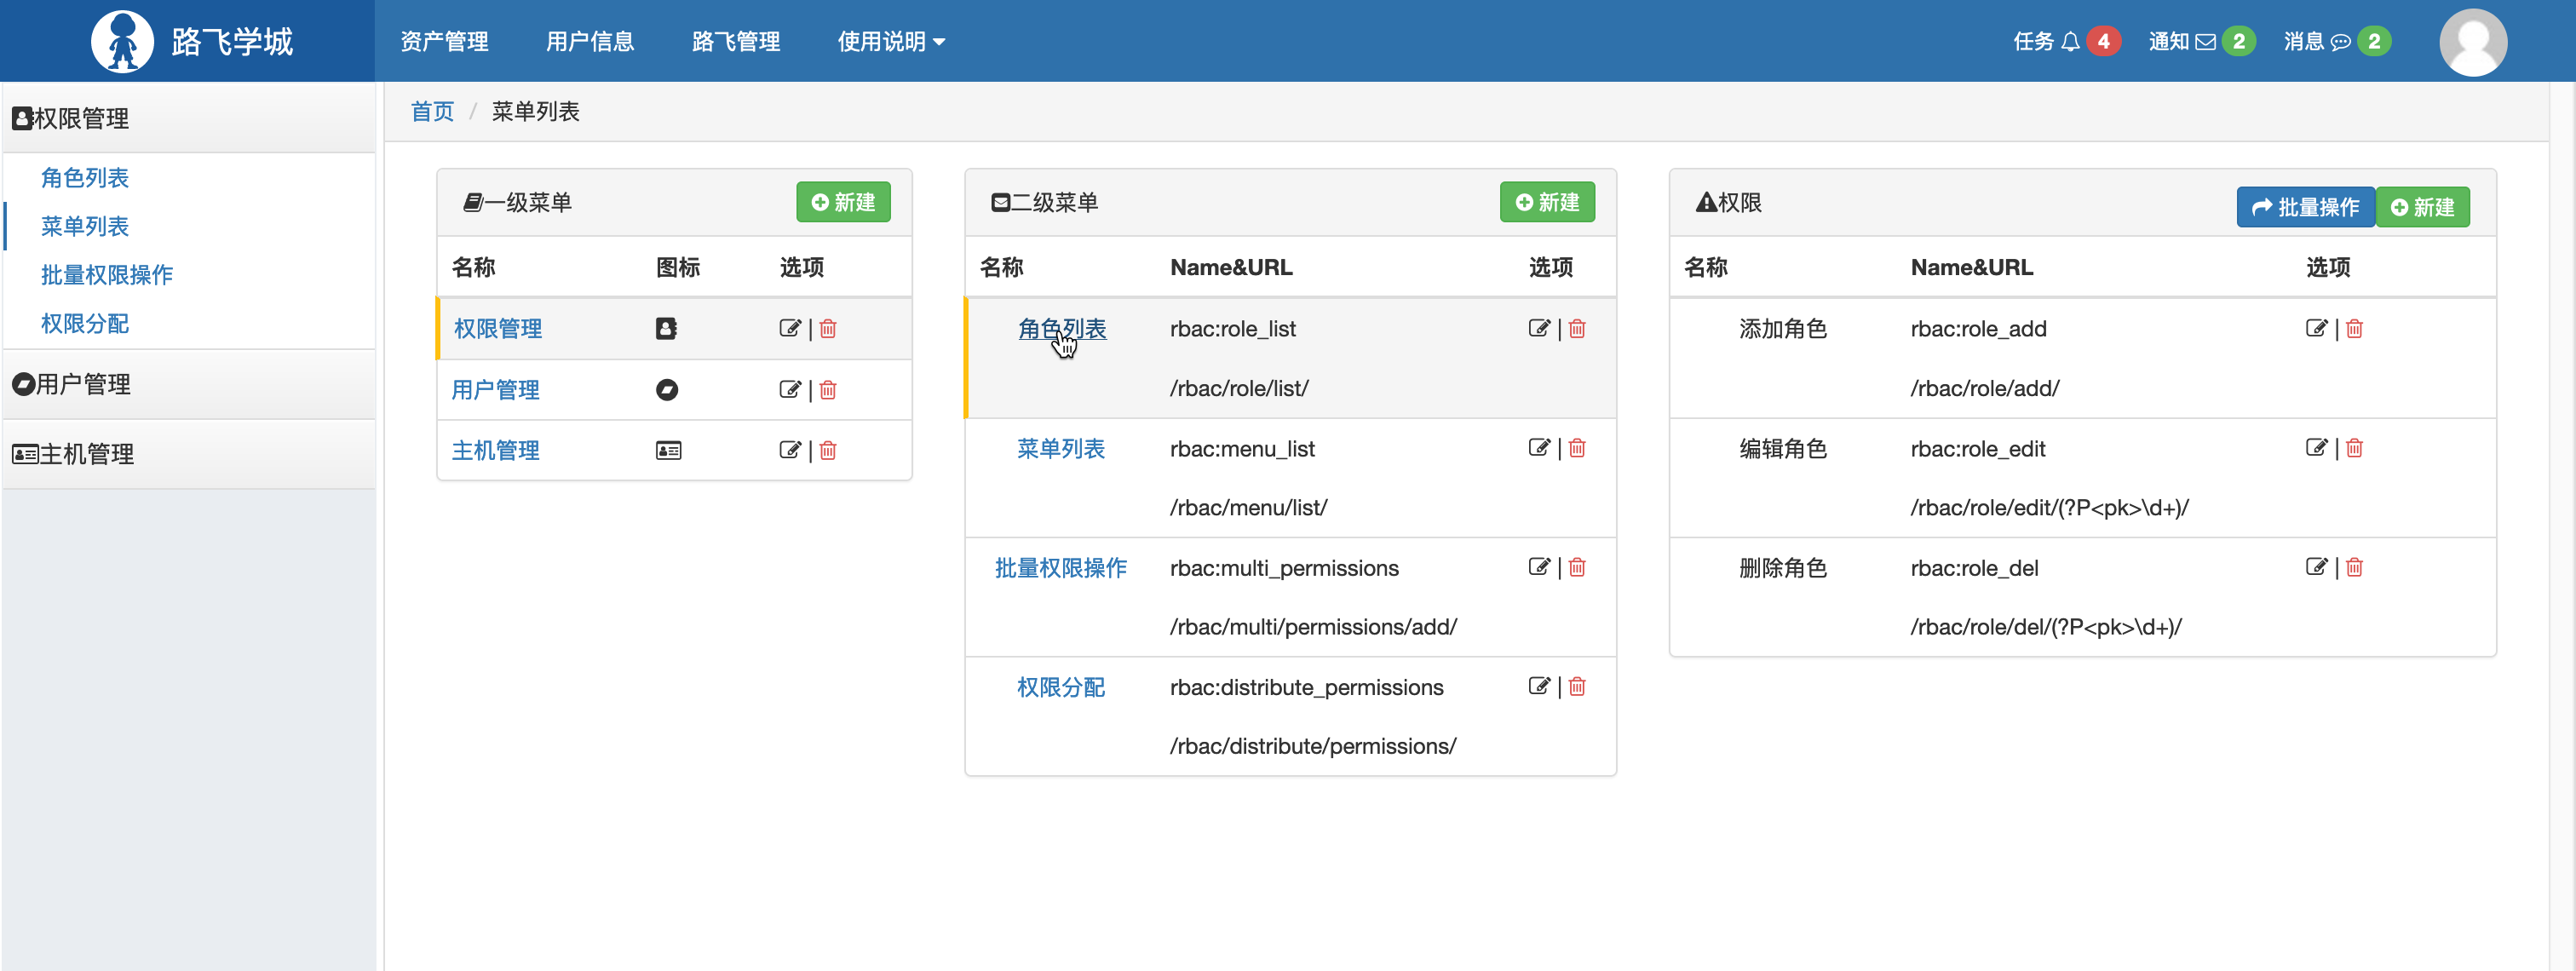 路飞学城
资产管理 用户信息 路飞管理 使用说明
任务 4 通知 2 消息 2
权限管理
角色列表
菜单列表
批量权限操作
权限分配
用户管理
主机管理
首页 / 菜单列表
一级菜单 新建
名称 图标 选项
权限管理 |
用户管理 |
主机管理 |
二级菜单 新建
名称 Name&URL 选项
角色列表 rbac:role_list |
/rbac/role/list/
菜单列表 rbac:menu_list |
/rbac/menu/list/
批量权限操作 rbac:multi_permissions |
/rbac/multi/permissions/add/
权限分配 rbac:distribute_permissions |
/rbac/distribute/permissions/
权限 批量操作 新建
名称 Name&URL 选项
添加角色 rbac:role_add |
/rbac/role/add/
编辑角色 rbac:role_edit |
/rbac/role/edit/(?P<pk>\d+)/
删除角色 rbac:role_del |
/rbac/role/del/(?P<pk>\d+)/